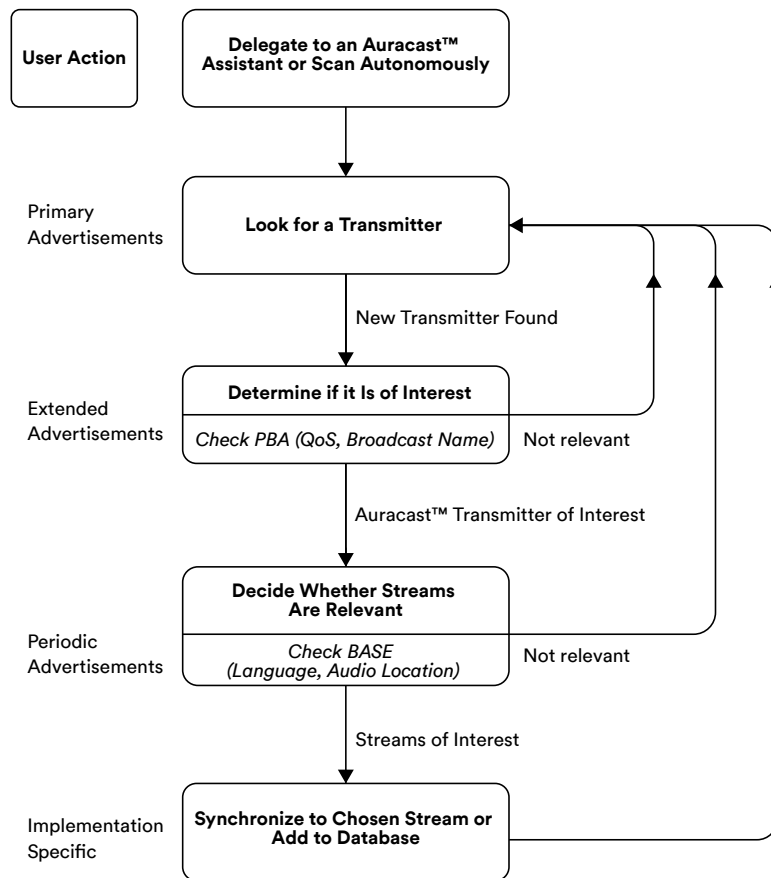 User Action
Delegate to an Auracast™
Assistant or Scan Autonomously
Primary
Advertisements
Look for a Transmitter
New Transmitter Found
Extended
Advertisements
Determine if it Is of Interest
Check PBA (QoS, Broadcast Name)
Not relevant
Auracast™ Transmitter of Interest
Periodic
Advertisements
Decide Whether Streams
Are Relevant
Check BASE
(Language, Audio Location)
Not relevant
Streams of Interest
Implementation
Specific
Synchronize to Chosen Stream or
Add to Database